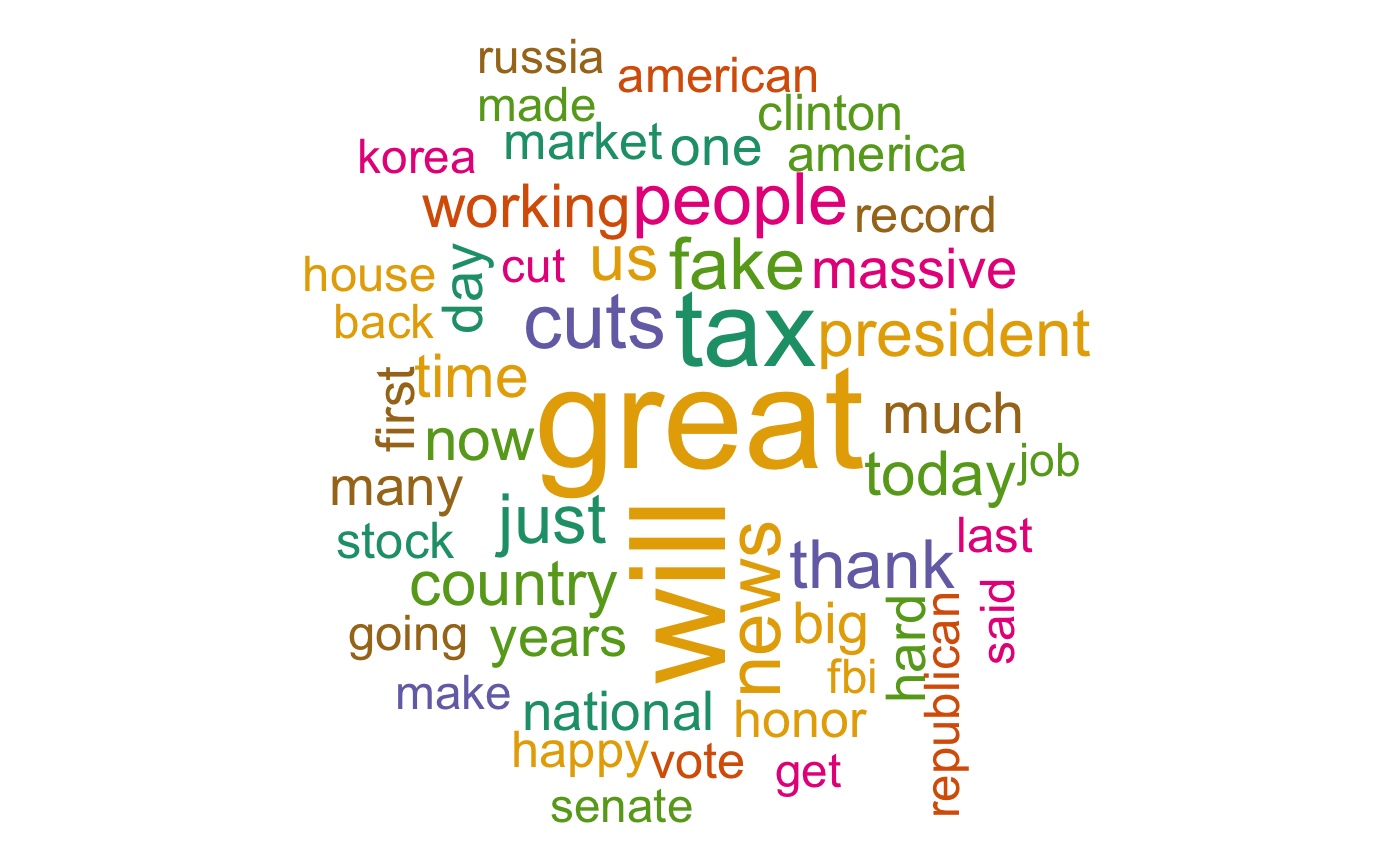 russia
american
made
clinton
market
one
america
korea
working
people
record
house
day
cut
us
fake
massive
back
cuts
tax
president
first
time
great
much
now
today
job
many
just
stock
will
news
thank
last
country
big
hard
republican
said
going
years
fbi
make
national
honor
happy
vote
get
senate